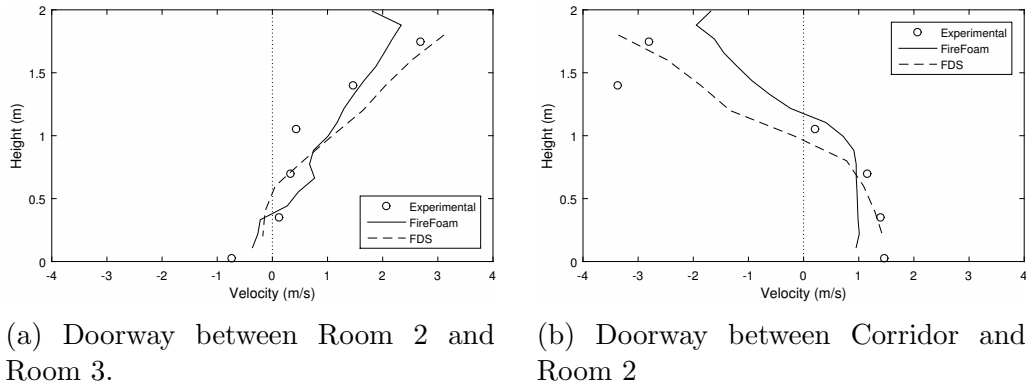 2
1.5
1
0.5
0
Height (m)
-4 -3 -2 -1 0 1 2 3 4
Velocity (m/s)
Experimental
FireFoam
FDS
(a) Doorway between Room 2 and
Room 3.
2
1.5
1
0.5
0
Height (m)
-4 -3 -2 -1 0 1 2 3 4
Velocity (m/s)
Experimental
FireFoam
FDS
(b) Doorway between Corridor and
Room 2